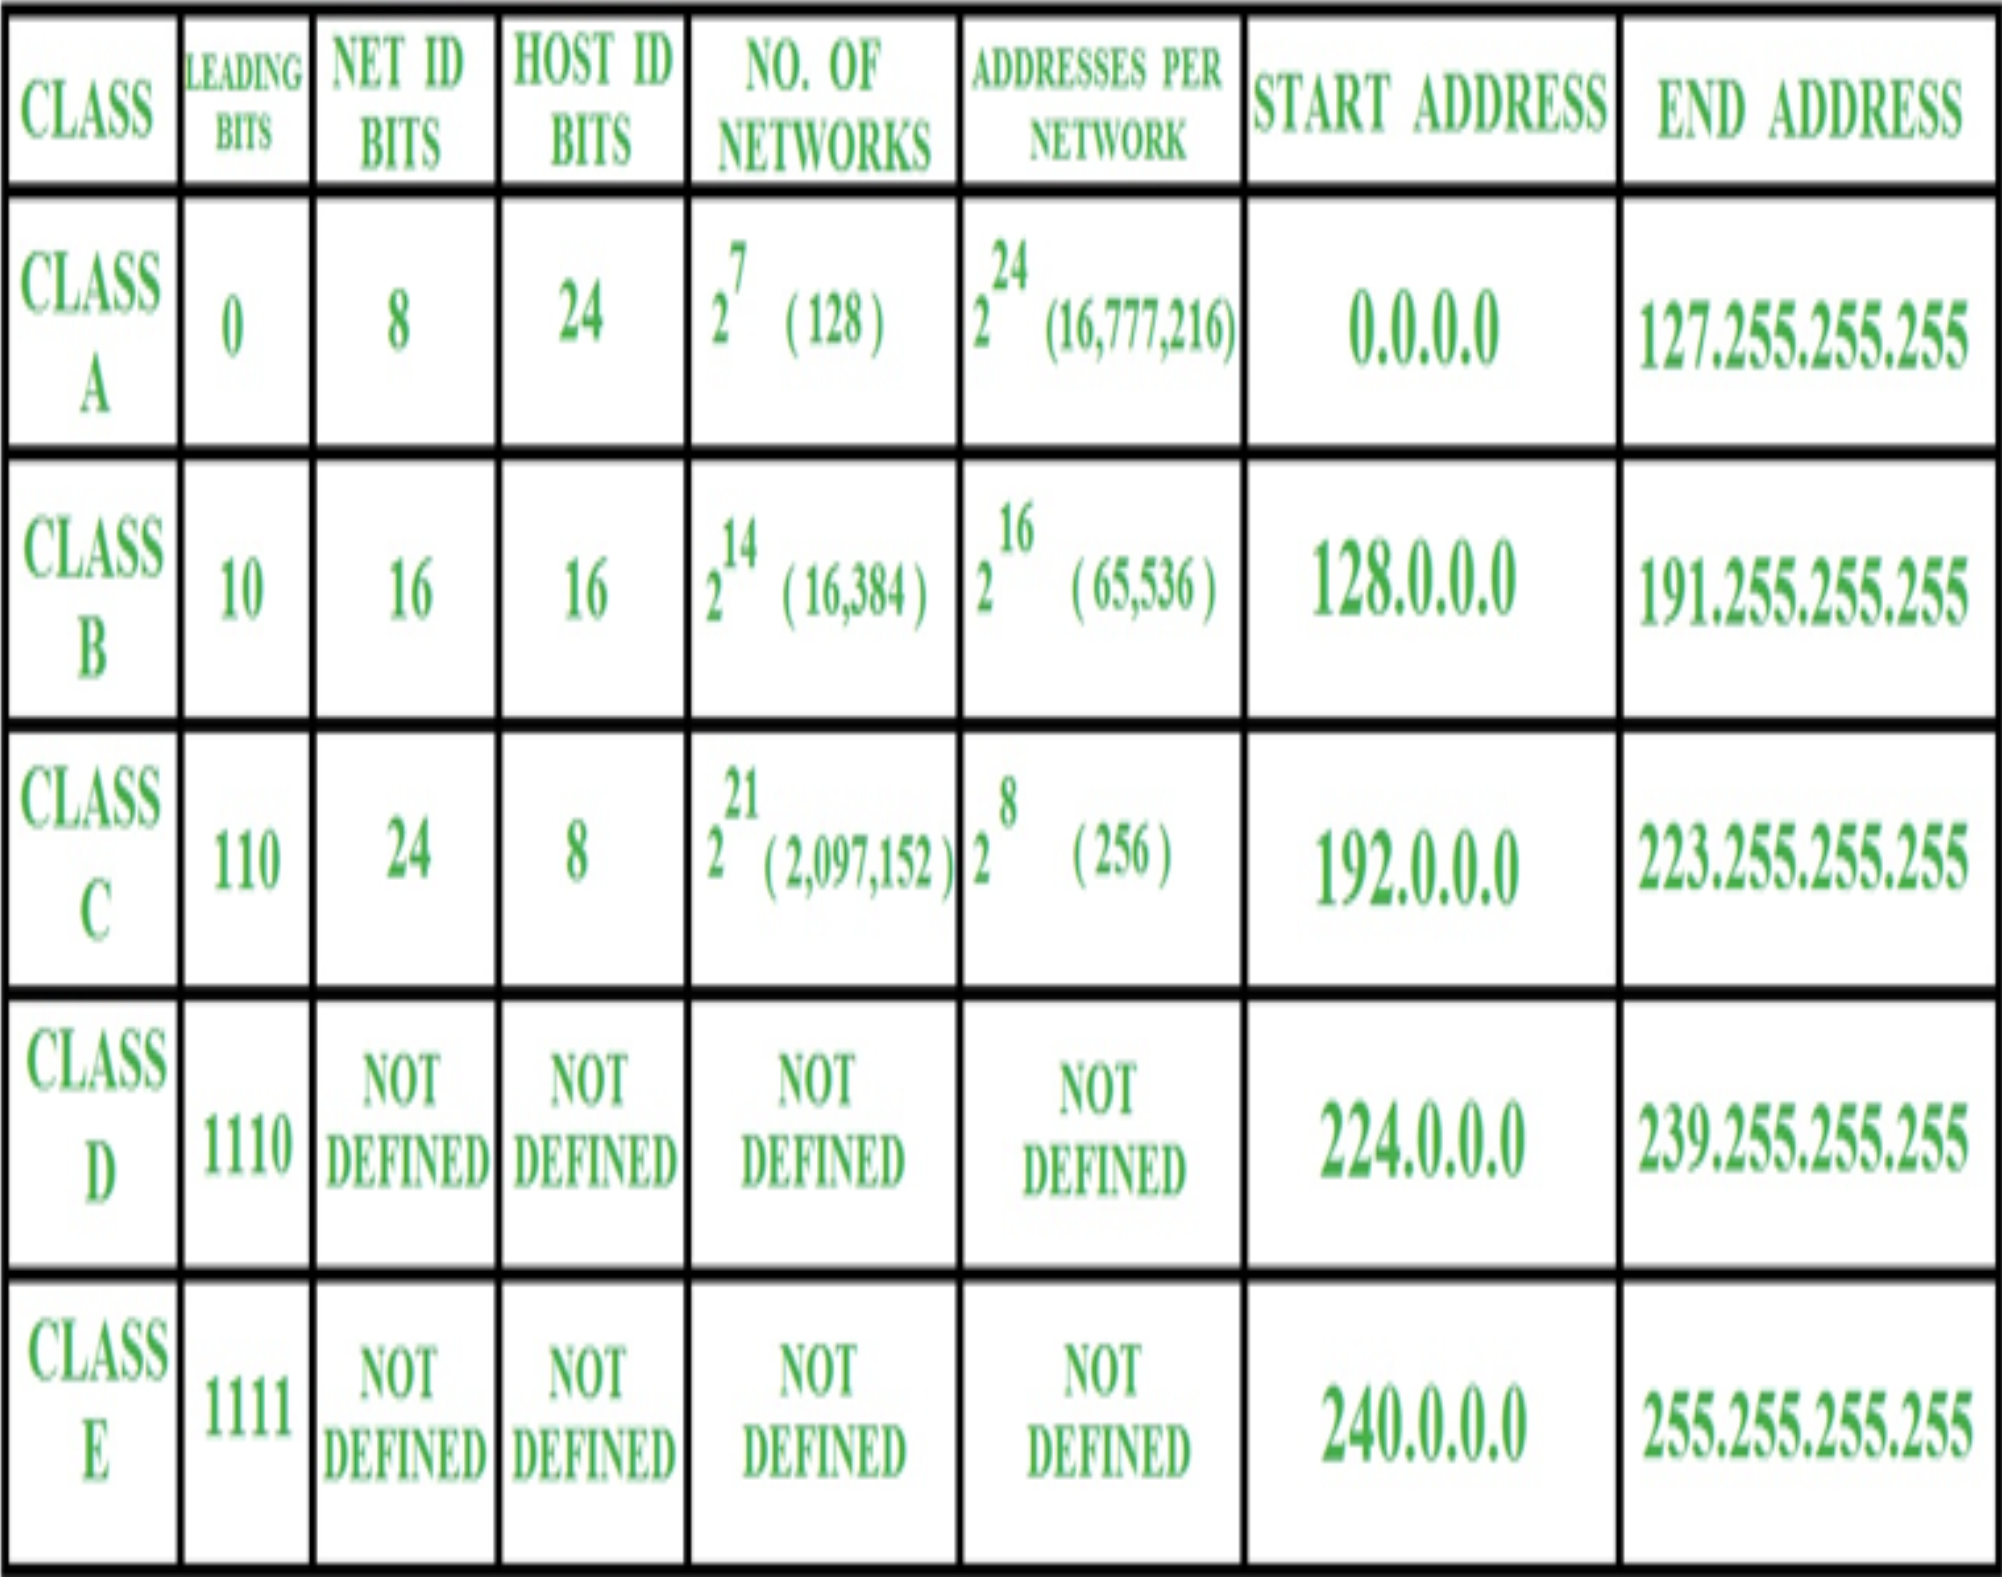 CLASS LEADING BITS NET ID BITS HOST ID BITS NO. OF NETWORKS ADDRESSES PER NETWORK START ADDRESS END ADDRESS
CLASS A 0 8 24 2^7 ( 128 ) 2^24 (16,777,216) 0.0.0.0 127.255.255.255
CLASS B 10 16 16 2^14 ( 16,384 ) 2^16 ( 65,536 ) 128.0.0.0 191.255.255.255
CLASS C 110 24 8 2^21 ( 2,097,152 ) 2^8 ( 256 ) 192.0.0.0 223.255.255.255
CLASS D 1110 NOT DEFINED NOT DEFINED NOT DEFINED NOT DEFINED 224.0.0.0 239.255.255.255
CLASS E 1111 NOT DEFINED NOT DEFINED NOT DEFINED NOT DEFINED 240.0.0.0 255.255.255.255